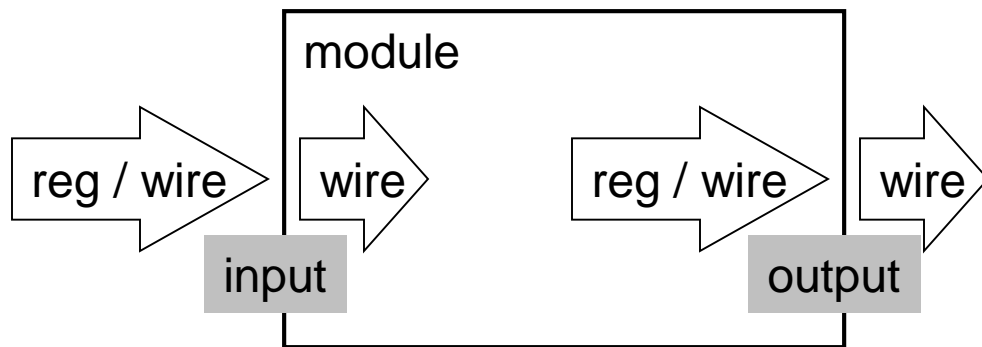 module
reg / wire
wire
reg / wire
wire
input
output